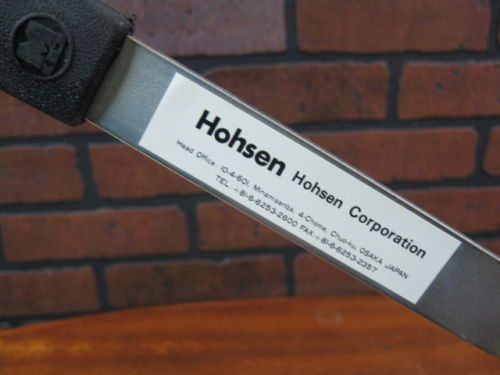 Hohsen Hohsen Corporation
Head Office 10-4-601, Minamisenba, 4-Chome, Chuo-ku, OSAKA JAPAN
TEL.+81-6-6253-2600 FAX.+81-6-6253-2357